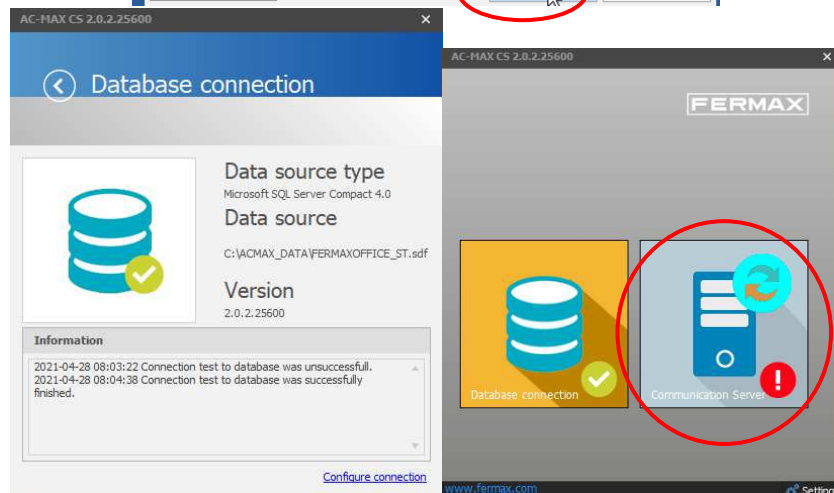 AC-MAX CS 2.0.2.25600
Database connection
Data source type
Microsoft SQL Server Compact 4.0
Data source
C:\ACMAX_DATA\FERMAXOFFICE_ST.sdf
Version
2.0.2.25600
Information
2021-04-28 08:03:22 Connection test to database was unsuccessfull.
2021-04-28 08:04:38 Connection test to database was successfully
finished.
Configure connection
AC-MAX CS 2.0.2.25600
FERMAX
Database connection
Communication Server
www.fermax.com
Setting